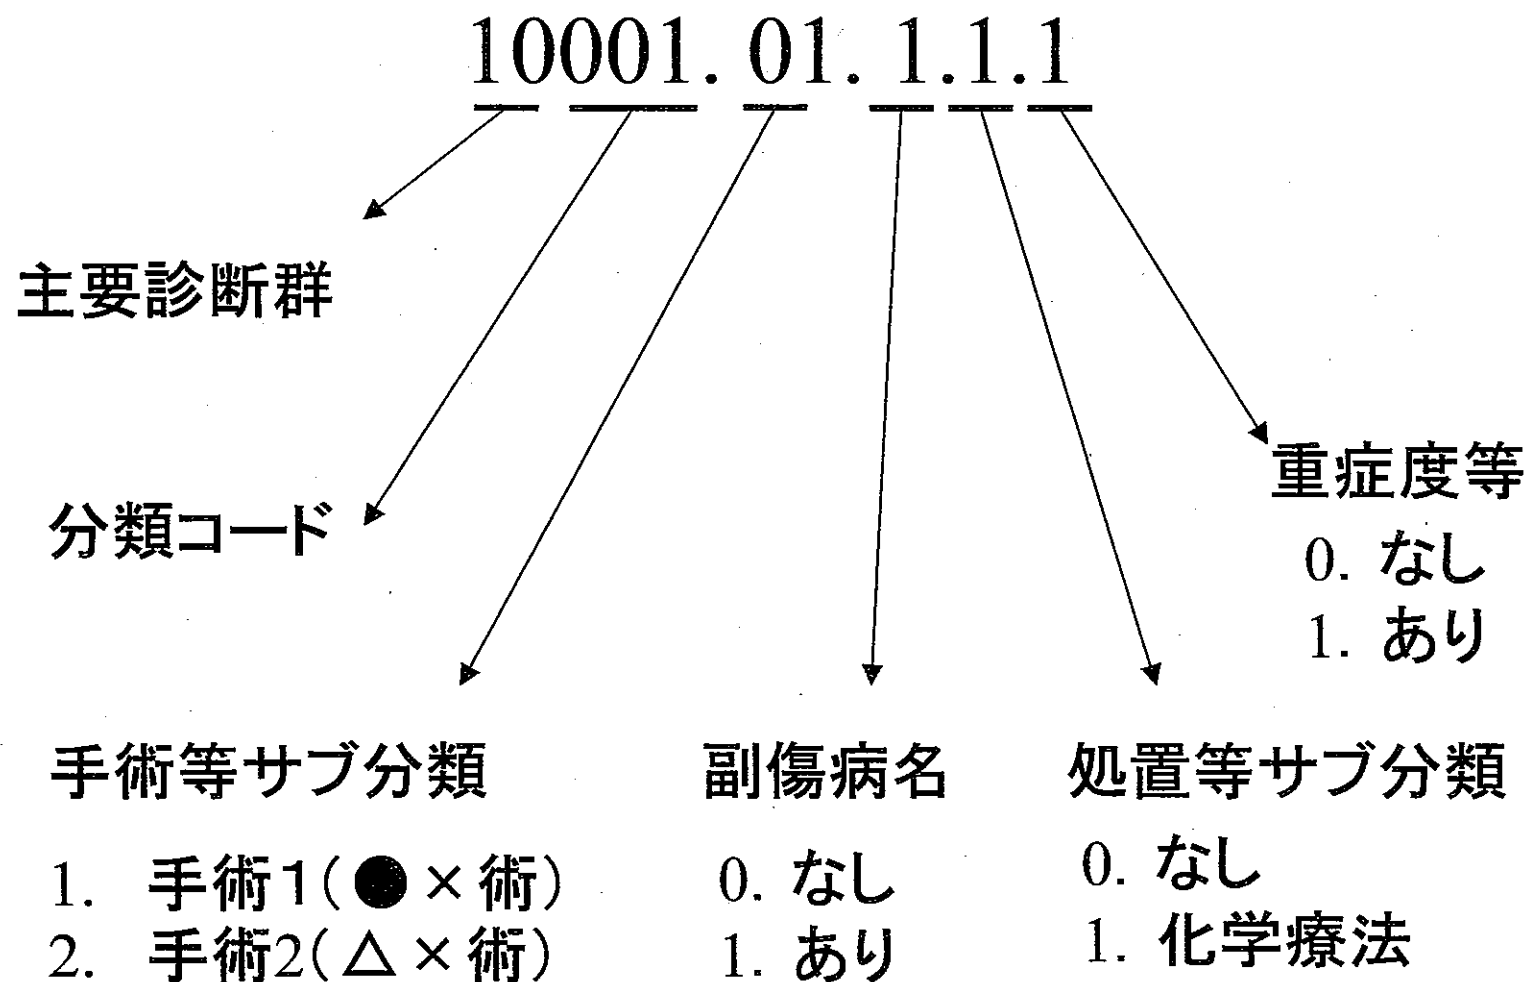 10001. 01. 1.1.1
主要診断群
分類コード
重症度等
0. なし
1. あり
手術等サブ分類
1. 手術1(●×術)
2. 手術2(△×術)
副傷病名
0. なし
1. あり
処置等サブ分類
0. なし
1. 化学療法